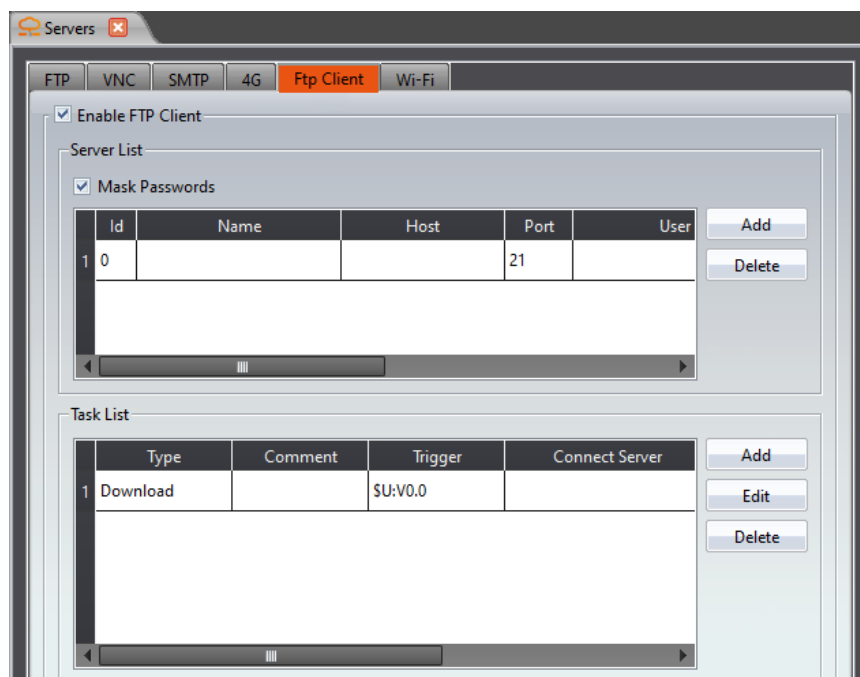 Servers
FTP VNC SMTP 4G Ftp Client Wi-Fi
Enable FTP Client
Server List
Mask Passwords
Id Name Host Port User Add
1 0 21
Delete
Task List
Type Comment Trigger Connect Server Add
1 Download $U:V0.0
Edit
Delete